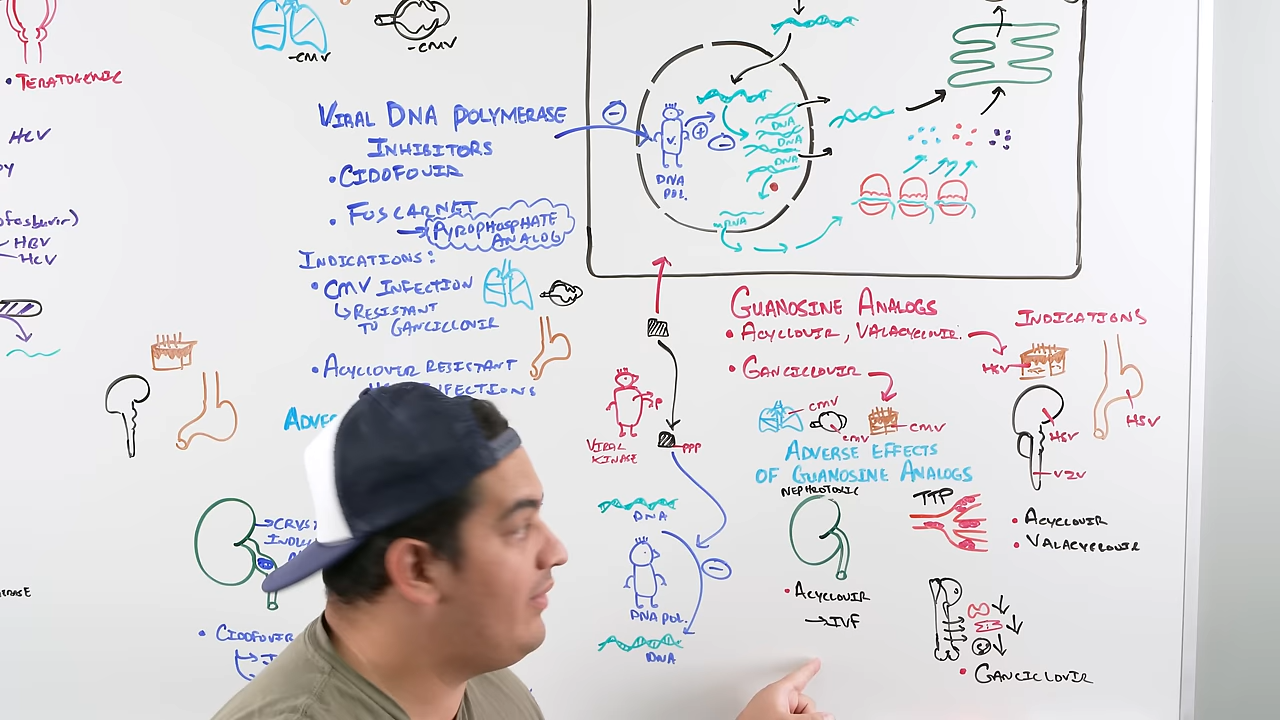 • TERATOGENIC
HCV
-CMV
-CMV
VIRAL DNA POLYMERASE
INHIBITORS
• CIDOFOVIR
• FOSCARNET
→ PYROPHOSPHATE
ANALOG
INDICATIONS:
• CMV INFECTION
↳ RESISTANT
TO GANCICLOVIR
• ACYCLOVIR RESISTANT
INFECTIONS
HBV
HCV
• CIDOFOVIR
V.
DNA
POL.
+
-
-
DNA
DNA
DNA
mRNA
VIRAL
KINASE
P
PPP
DNA
DNA POL.
-
DNA
GUANOSINE ANALOGS
• ACYCLOVIR, VALACYCLOVIR
• GANCICLOVIR
CMV
CMV
CMV
INDICATIONS
HSV
HSV
HSV
VZV
ADVERSE EFFECTS
OF GUANOSINE ANALOGS
NEPHROTOXIC
• ACYCLOVIR
→ IVF
TTP
• ACYCLOVIR
• VALACYCLOVIR
• GANCICLOVIR